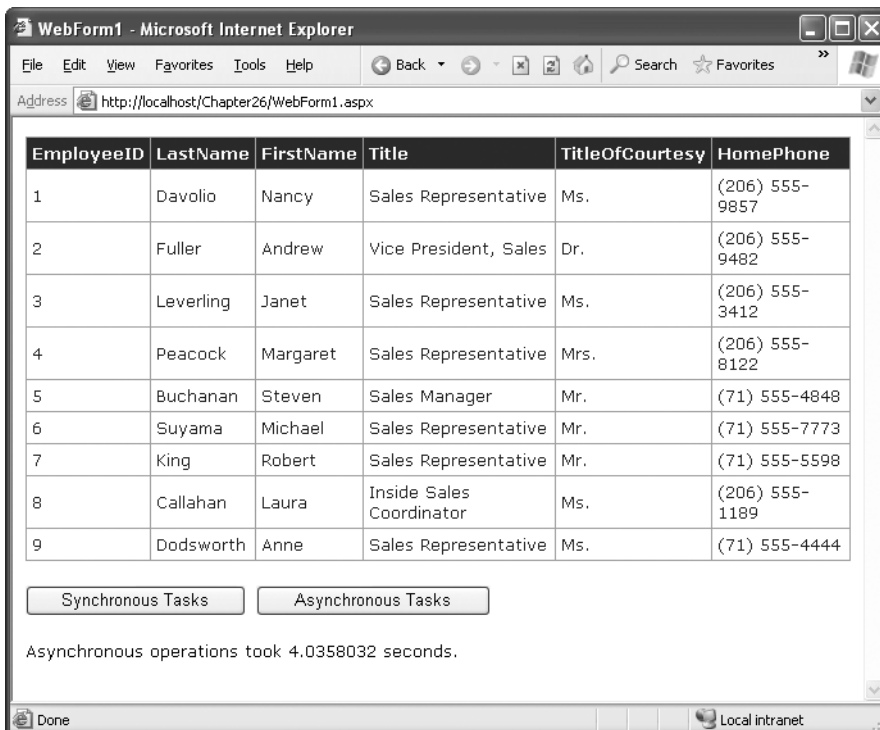 WebForm1 - Microsoft Internet Explorer
File Edit View Favorites Tools Help Back Search Favorites »
Address http://localhost/Chapter26/WebForm1.aspx
EmployeeID LastName FirstName Title TitleOfCourtesy HomePhone
1 Davolio Nancy Sales Representative Ms. (206) 555-
9857
2 Fuller Andrew Vice President, Sales Dr. (206) 555-
9482
3 Leverling Janet Sales Representative Ms. (206) 555-
3412
4 Peacock Margaret Sales Representative Mrs. (206) 555-
8122
5 Buchanan Steven Sales Manager Mr. (71) 555-4848
6 Suyama Michael Sales Representative Mr. (71) 555-7773
7 King Robert Sales Representative Mr. (71) 555-5598
8 Callahan Laura Inside Sales Ms. (206) 555-
Coordinator 1189
9 Dodsworth Anne Sales Representative Ms. (71) 555-4444
Synchronous Tasks Asynchronous Tasks
Asynchronous operations took 4.0358032 seconds.
Done Local intranet